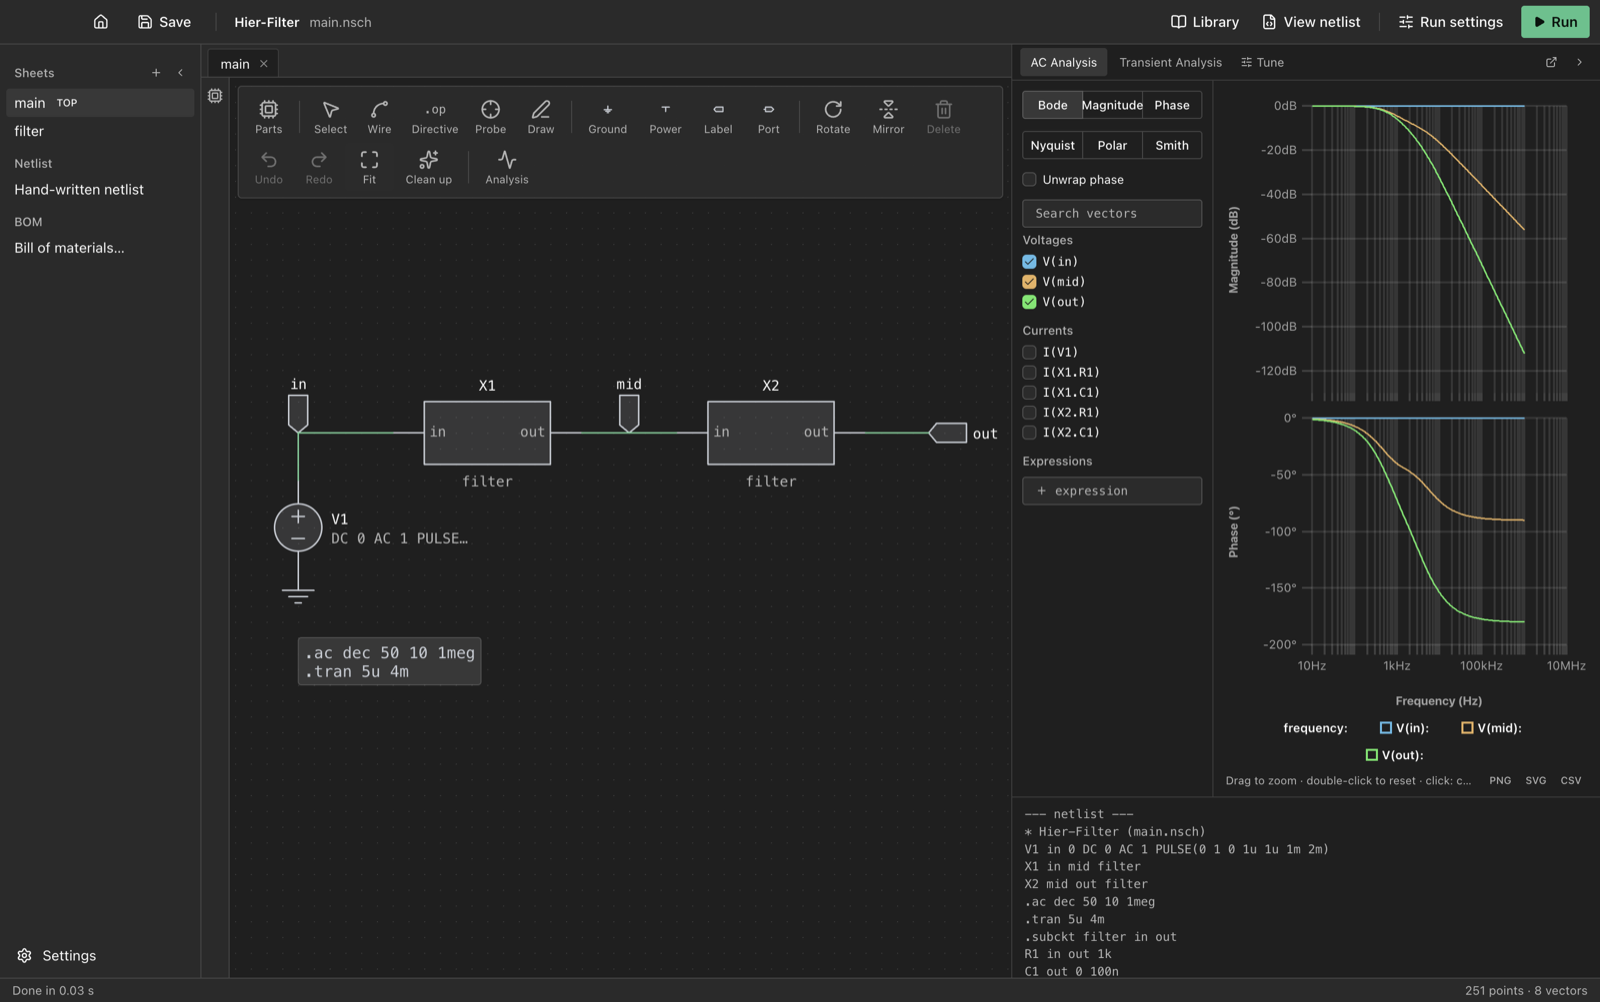 Save
Hier-Filter main.nsch
Library
View netlist
Run settings
Run
Sheets
main TOP
filter
Netlist
Hand-written netlist
BOM
Bill of materials...
Settings
main
Parts
Select
Wire
.op
Directive
Probe
Draw
Ground
Power
Label
Port
Rotate
Mirror
Delete
Undo
Redo
Fit
Clean up
Analysis
in
X1
mid
X2
in
out
in
out
out
filter
filter
V1
DC 0 AC 1 PULSE…
.ac dec 50 10 1meg
.tran 5u 4m
AC Analysis
Transient Analysis
Tune
Bode
Magnitude
Phase
Nyquist
Polar
Smith
Unwrap phase
Search vectors
Voltages
V(in)
V(mid)
V(out)
Currents
I(V1)
I(X1.R1)
I(X1.C1)
I(X2.R1)
I(X2.C1)
Expressions
+ expression
Magnitude (dB)
0dB
-20dB
-40dB
-60dB
-80dB
-100dB
-120dB
Phase (°)
0°
-50°
-100°
-150°
-200°
10Hz
1kHz
100kHz
10MHz
Frequency (Hz)
frequency:
V(in):
V(mid):
V(out):
Drag to zoom · double-click to reset · click: c...
PNG
SVG
CSV
--- netlist ---
* Hier-Filter (main.nsch)
V1 in 0 DC 0 AC 1 PULSE(0 1 0 1u 1u 1m 2m)
X1 in mid filter
X2 mid out filter
.ac dec 50 10 1meg
.tran 5u 4m
.subckt filter in out
R1 in out 1k
C1 out 0 100n
Done in 0.03 s
251 points · 8 vectors